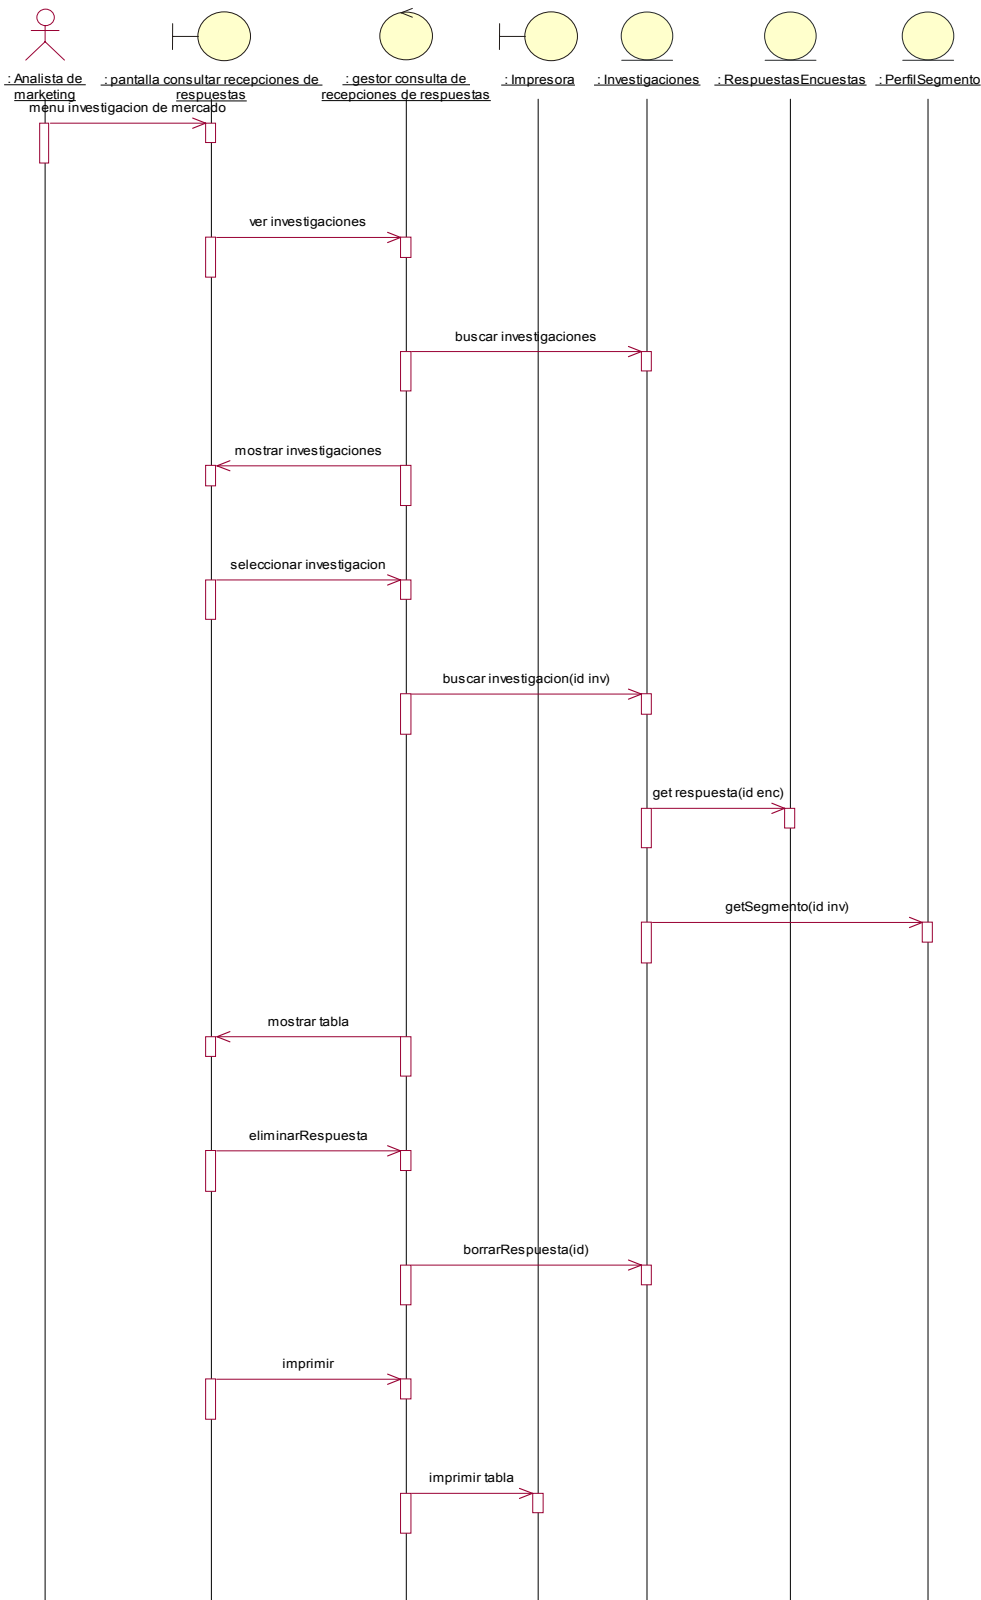 : Analista de
marketing
: pantalla consultar recepciones de
respuestas
: gestor consulta de
recepciones de respuestas
: Impresora
: Investigaciones
: RespuestasEncuestas
: PerfilSegmento
menu investigacion de mercado
ver investigaciones
buscar investigaciones
mostrar investigaciones
seleccionar investigacion
buscar investigacion(id inv)
get respuesta(id enc)
getSegmento(id inv)
mostrar tabla
eliminarRespuesta
borrarRespuesta(id)
imprimir
imprimir tabla